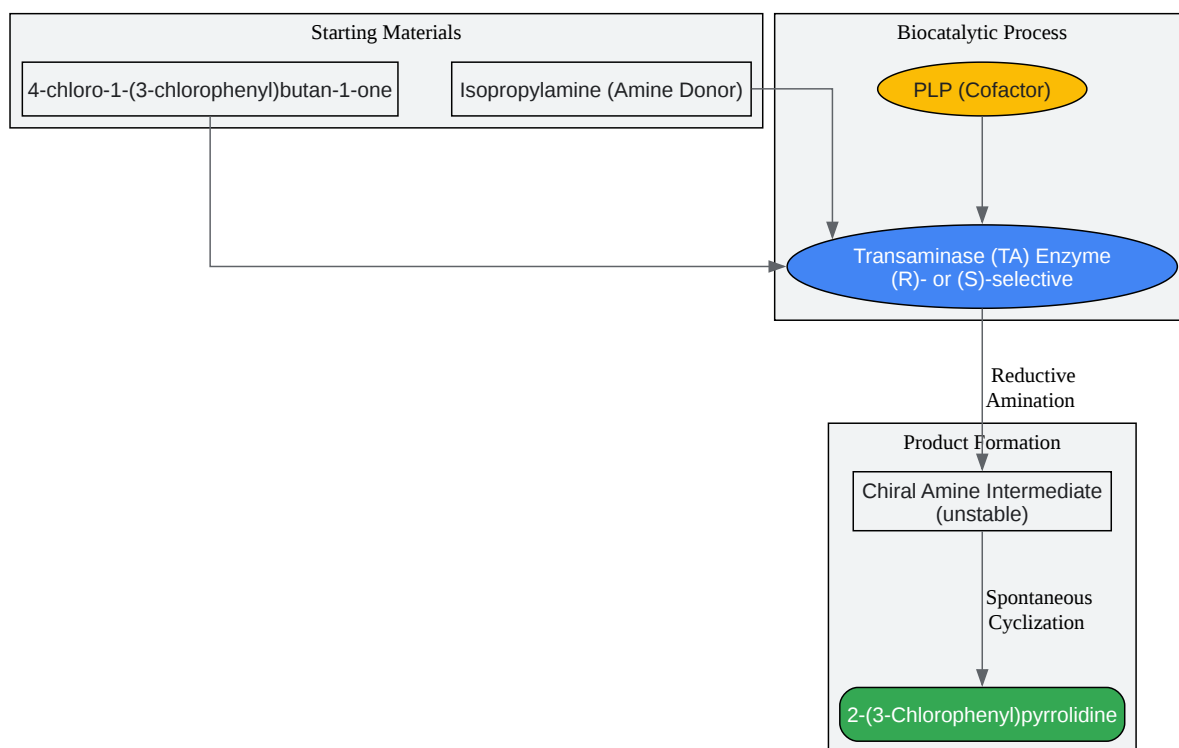 Starting Materials
4-chloro-1-(3-chlorophenyl)butan-1-one
Isopropylamine (Amine Donor)
Biocatalytic Process
PLP (Cofactor)
Transaminase (TA) Enzyme
(R)- or (S)-selective
Reductive
Amination
Product Formation
Chiral Amine Intermediate
(unstable)
Spontaneous
Cyclization
2-(3-Chlorophenyl)pyrrolidine